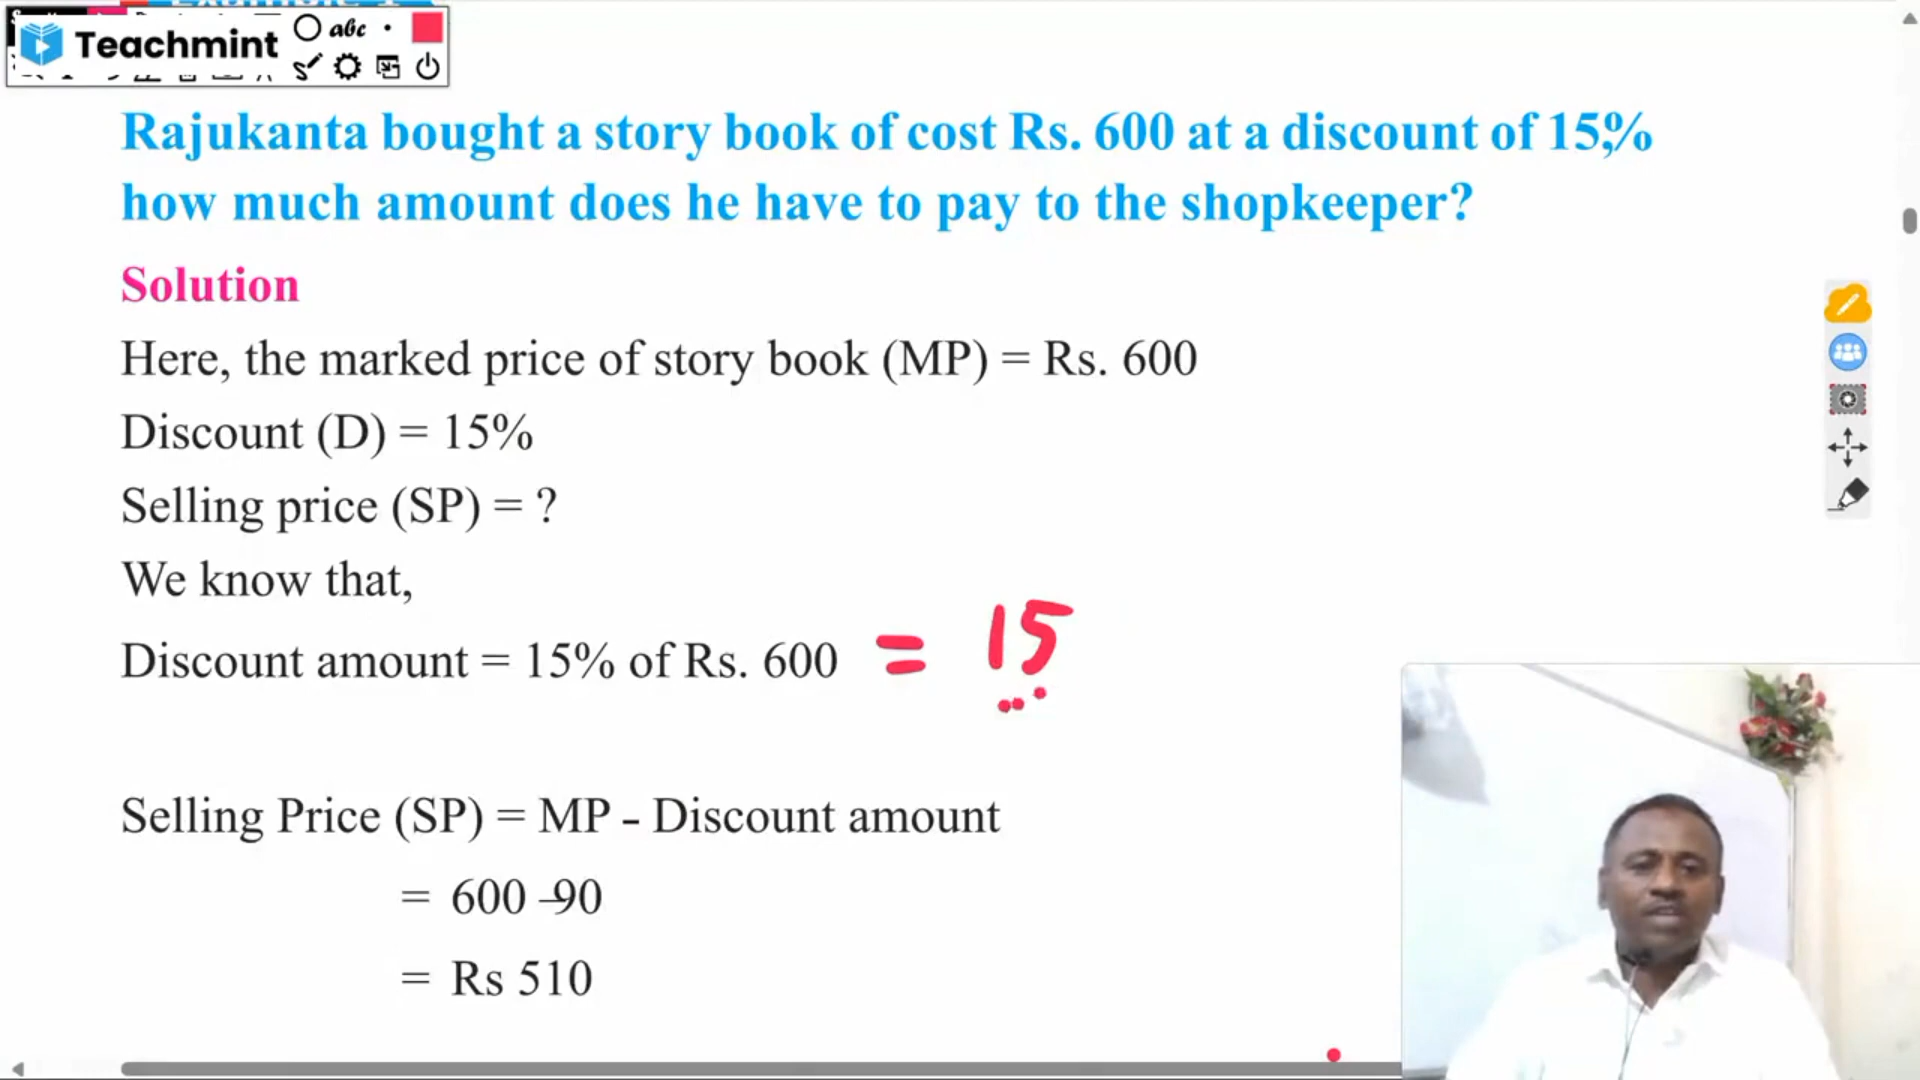 Teachmint abc
Rajukanta bought a story book of cost Rs. 600 at a discount of 15%,
how much amount does he have to pay to the shopkeeper?
Solution
Here, the marked price of story book (MP) = Rs. 600
Discount (D) = 15%
Selling price (SP) = ?
We know that,
Discount amount = 15% of Rs. 600 = 15
Selling Price (SP) = MP - Discount amount
= 600 –90
= Rs 510